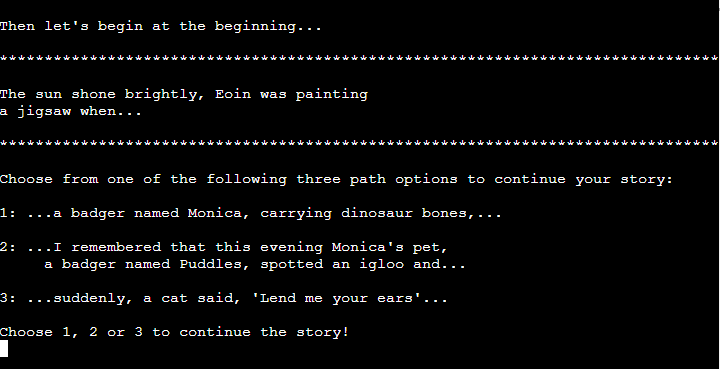 Then let's begin at the beginning...
********************************************************************************
The sun shone brightly, Eoin was painting
a jigsaw when...
********************************************************************************
Choose from one of the following three path options to continue your story:
1: ...a badger named Monica, carrying dinosaur bones,...
2: ...I remembered that this evening Monica's pet,
a badger named Puddles, spotted an igloo and...
3: ...suddenly, a cat said, 'Lend me your ears'...
Choose 1, 2 or 3 to continue the story!